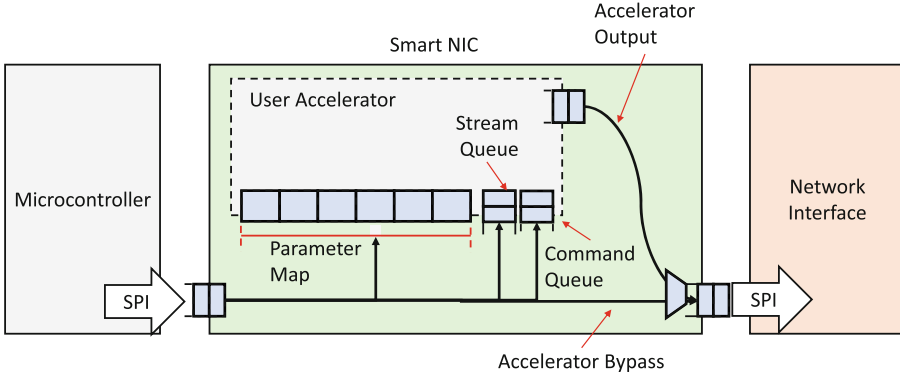 Accelerator
Output
Smart NIC
User Accelerator
Stream
Queue
Microcontroller
Network
Interface
Parameter
Map
Command
Queue
SPI
SPI
Accelerator Bypass